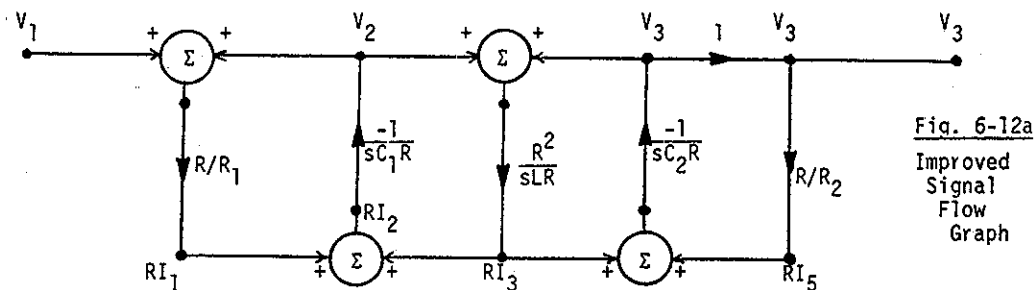 V1 V2 V3 V3 V3
+ + + + 1
Σ Σ
R/R1 -1/sC1R R²/sLR -1/sC2R R/R2
RI2
Σ Σ
RI1 + + RI3 + + RI5
Fig. 6-12a
Improved
Signal
Flow
Graph